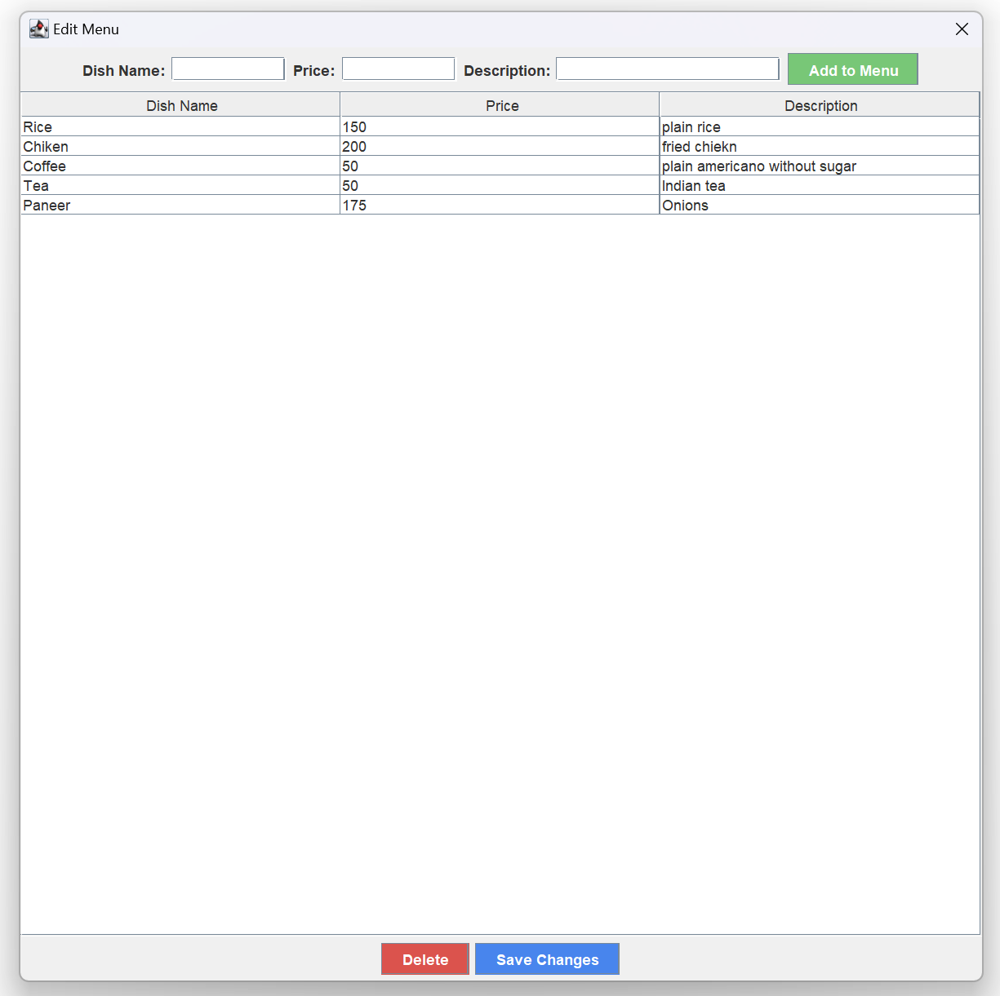 Edit Menu
Dish Name: Price: Description: Add to Menu
Dish Name Price Description
Rice 150 plain rice
Chiken 200 fried chiekn
Coffee 50 plain americano without sugar
Tea 50 Indian tea
Paneer 175 Onions
Delete Save Changes